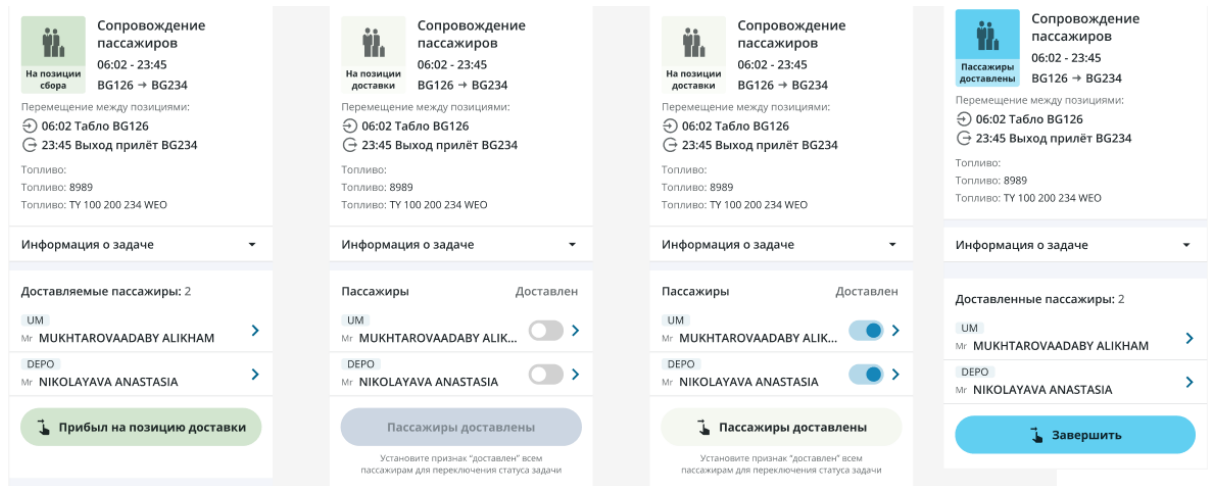 Сопровождение
пассажиров
06:02 - 23:45
На позиции
сбора
BG126 → BG234
Перемещение между позициями:
06:02 Табло BG126
23:45 Выход прилёт BG234
Топливо:
Топливо: 8989
Топливо: TY 100 200 234 WEO
Информация о задаче
Доставляемые пассажиры: 2
UM
Mr MUKHTAROVAADABY ALIKHAM
DEPO
Mr NIKOLAYAVA ANASTASIA
Прибыл на позицию доставки
Сопровождение
пассажиров
06:02 - 23:45
На позиции
доставки
BG126 → BG234
Перемещение между позициями:
06:02 Табло BG126
23:45 Выход прилёт BG234
Топливо:
Топливо: 8989
Топливо: TY 100 200 234 WEO
Информация о задаче
Пассажиры Доставлен
UM
Mr MUKHTAROVAADABY ALIK...
DEPO
Mr NIKOLAYAVA ANASTASIA
Пассажиры доставлены
Установите признак "доставлен" всем
пассажирам для переключения статуса задачи
Сопровождение
пассажиров
06:02 - 23:45
На позиции
доставки
BG126 → BG234
Перемещение между позициями:
06:02 Табло BG126
23:45 Выход прилёт BG234
Топливо:
Топливо: 8989
Топливо: TY 100 200 234 WEO
Информация о задаче
Пассажиры Доставлен
UM
Mr MUKHTAROVAADABY ALIK...
DEPO
Mr NIKOLAYAVA ANASTASIA
Пассажиры доставлены
Установите признак "доставлен" всем
пассажирам для переключения статуса задачи
Сопровождение
пассажиров
06:02 - 23:45
Пассажиры
доставлены
BG126 → BG234
Перемещение между позициями:
06:02 Табло BG126
23:45 Выход прилёт BG234
Топливо:
Топливо: 8989
Топливо: TY 100 200 234 WEO
Информация о задаче
Доставленные пассажиры: 2
UM
Mr MUKHTAROVAADABY ALIKHAM
DEPO
Mr NIKOLAYAVA ANASTASIA
Завершить